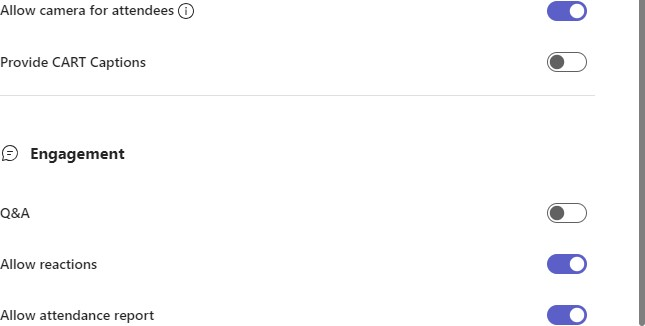 Allow camera for attendees
Provide CART Captions
Engagement
Q&A
Allow reactions
Allow attendance report